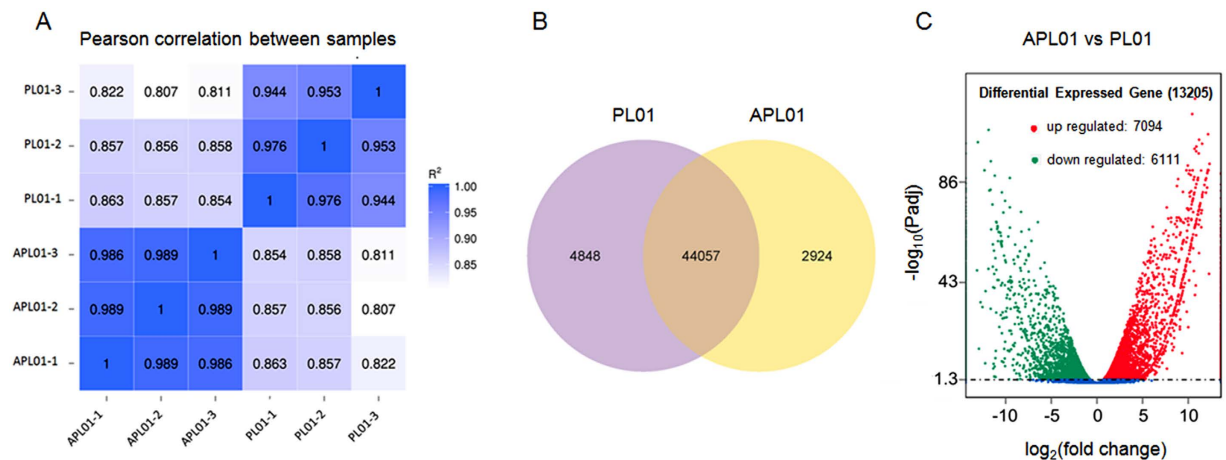 A
Pearson correlation between samples
PL01-3
0.822 0.807 0.811 0.944 0.953 1
PL01-2
0.857 0.856 0.858 0.976 1 0.953
PL01-1
0.863 0.857 0.854 1 0.976 0.944
APL01-3
0.986 0.989 1 0.854 0.858 0.811
APL01-2
0.989 1 0.989 0.857 0.856 0.807
APL01-1
1 0.989 0.986 0.863 0.857 0.822
APL01-1 APL01-2 APL01-3 PL01-1 PL01-2 PL01-3
R²
1.00
0.95
0.90
0.85
B
PL01 APL01
4848 44057 2924
C
APL01 vs PL01
Differential Expressed Gene (13205)
up regulated: 7094
down regulated: 6111
-log₁₀(Padj)
86
43
1.3
-10 -5 0 5 10
log₂(fold change)